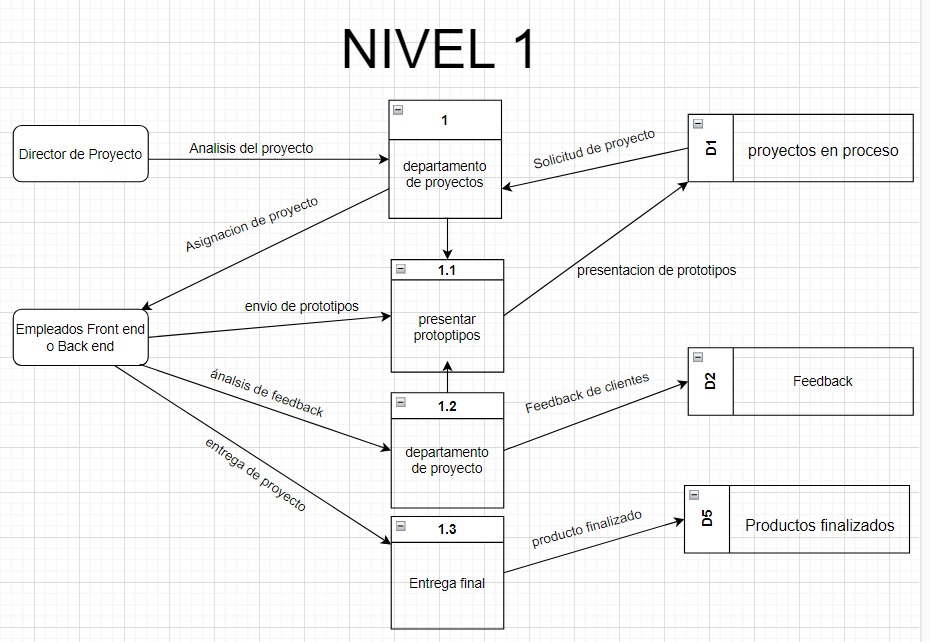 NIVEL 1
Director de Proyecto
Analisis del proyecto
1
departamento
de proyectos
Solicitud de proyecto
D1
proyectos en proceso
Asignacion de proyecto
1.1
presentar
protoptipos
presentacion de prototipos
Empleados Front end
o Back end
envio de prototipos
ánalsis de feedback
1.2
departamento
de proyecto
Feedback de clientes
D2
Feedback
entrega de proyecto
1.3
Entrega final
producto finalizado
D5
Productos finalizados